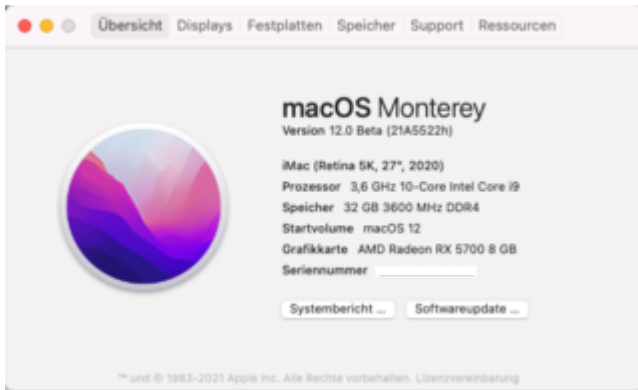 Übersicht Displays Festplatten Speicher Support Ressourcen
macOS Monterey
Version 12.0 Beta (21A5522h)
iMac (Retina 5K, 27", 2020)
Prozessor 3,6 GHz 10-Core Intel Core i9
Speicher 32 GB 3600 MHz DDR4
Startvolume macOS 12
Grafikkarte AMD Radeon RX 5700 8 GB
Seriennummer
Systembericht ... Softwareupdate ...
™ und © 1983-2021 Apple Inc. Alle Rechte vorbehalten. Lizenzvereinbarung